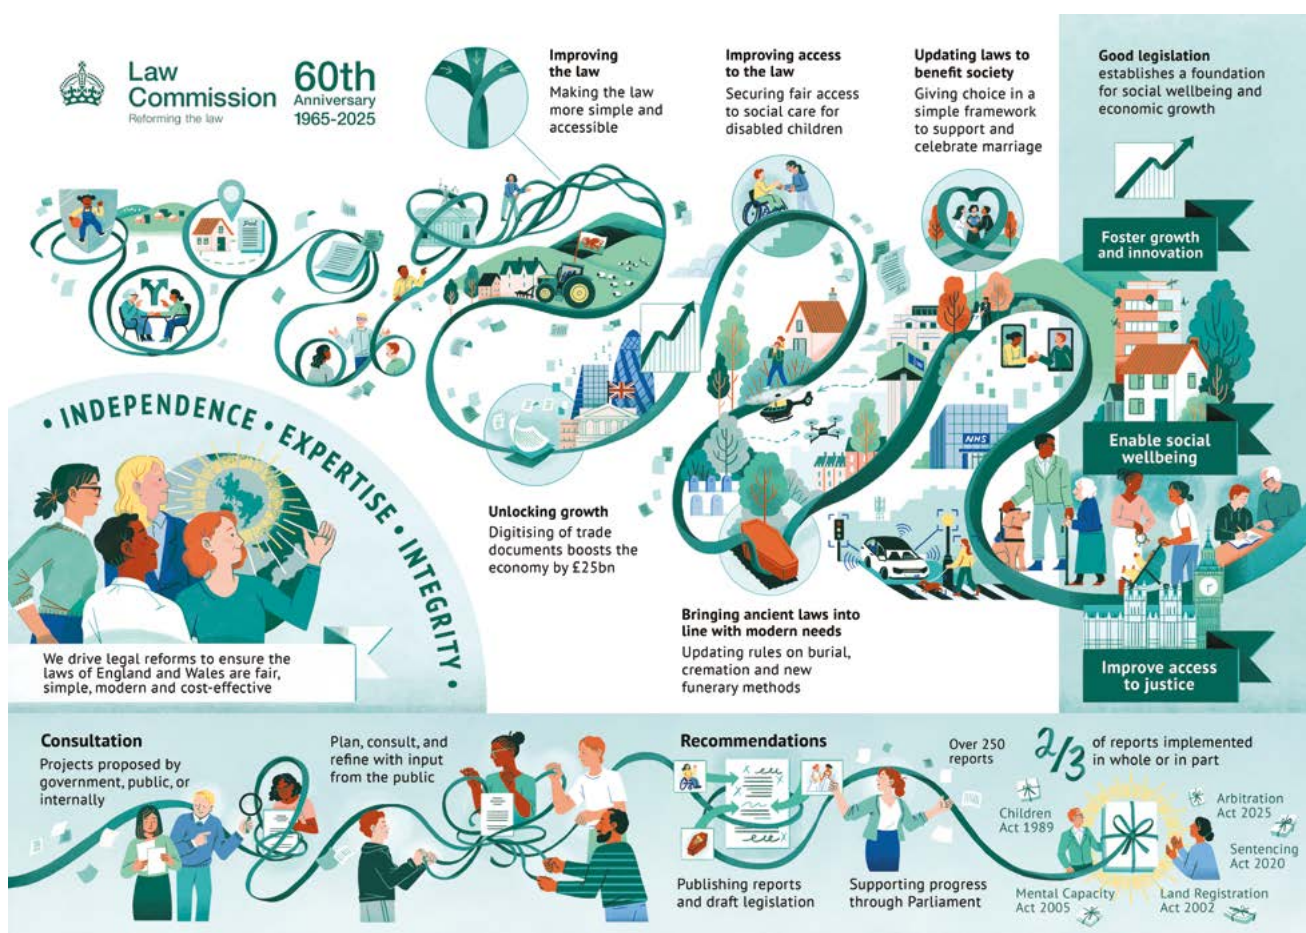 Law
Commission
Reforming the law
60th
Anniversary
1965-2025
Improving
the law
Making the law
more simple and
accessible
Improving access
to the law
Securing fair access
to social care for
disabled children
Updating laws to
benefit society
Giving choice in a
simple framework
to support and
celebrate marriage
Good legislation
establishes a foundation
for social wellbeing and
economic growth
Foster growth
and innovation
Enable social
wellbeing
Improve access
to justice
NHS
• INDEPENDENCE • EXPERTISE • INTEGRITY •
We drive legal reforms to ensure the
laws of England and Wales are fair,
simple, modern and cost-effective
Unlocking growth
Digitising of trade
documents boosts the
economy by £25bn
Bringing ancient laws into
line with modern needs
Updating rules on burial,
cremation and new
funerary methods
Consultation
Projects proposed by
government, public, or
internally
Plan, consult, and
refine with input
from the public
Recommendations
Publishing reports
and draft legislation
Supporting progress
through Parliament
Over 250
reports
2/3
of reports implemented
in whole or in part
Children
Act 1989
Arbitration
Act 2025
Sentencing
Act 2020
Mental Capacity
Act 2005
Land Registration
Act 2002